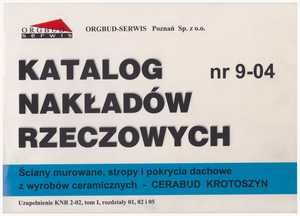 ORGBUD
SERWIS
ORGBUD-SERWIS Poznań Sp. z o.o.
KATALOG nr 9-04
NAKŁADÓW
RZECZOWYCH
Ściany murowane, stropy i pokrycia dachowe
z wyrobów ceramicznych - CERABUD KROTOSZYN
Uzupełnienie KNR 2-02, tom I, rozdziały 01, 02 i 05